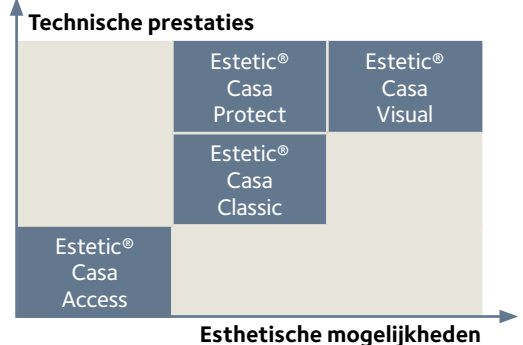 Technische prestaties
Estetic®
Casa
Protect
Estetic®
Casa
Visual
Estetic®
Casa
Classic
Estetic®
Casa
Access
Esthetische mogelijkheden